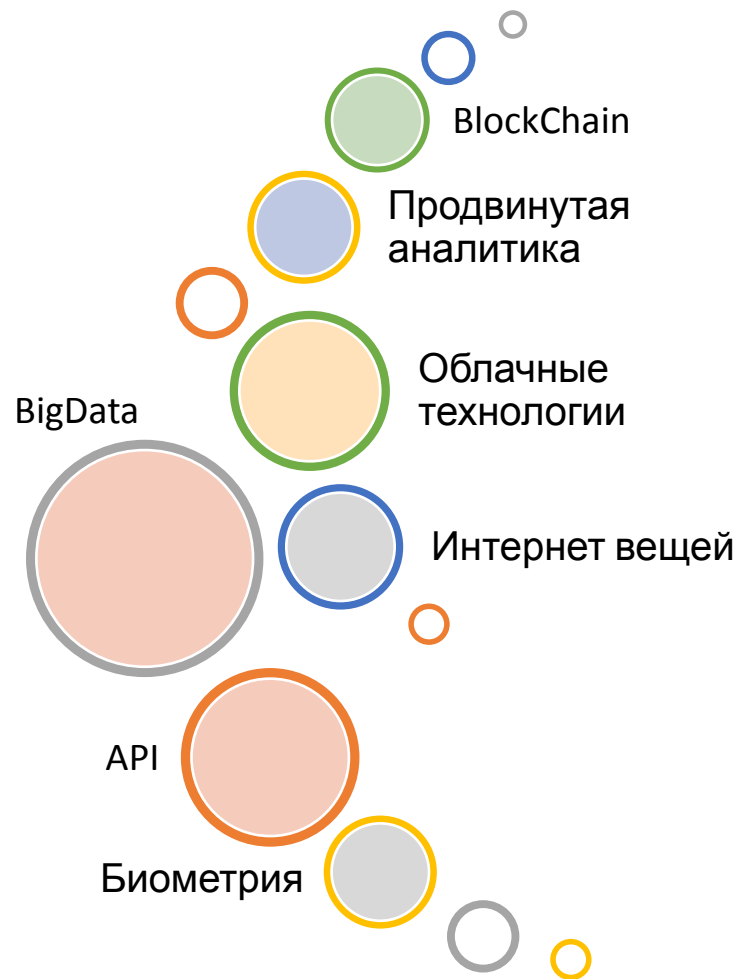 BlockChain
Продвинутая
аналитика
Облачные
технологии
BigData
Интернет вещей
API
Биометрия